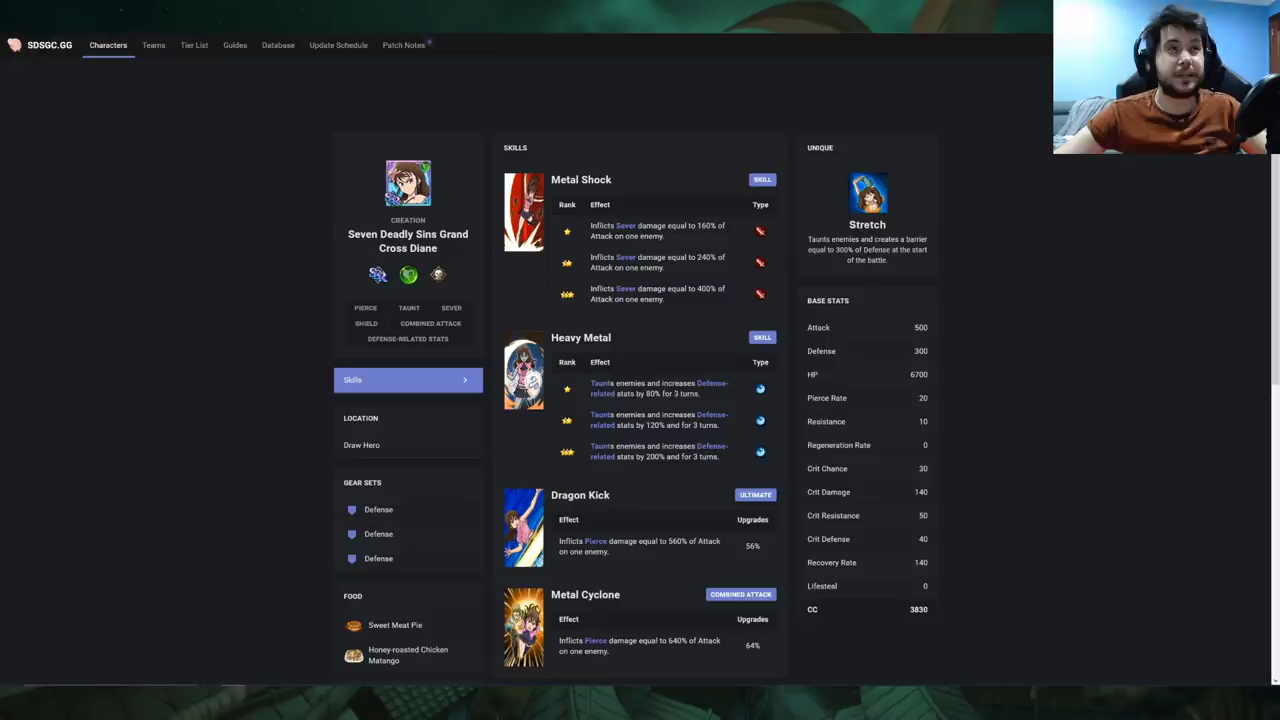 SDSGC.GG
Characters
Teams
Tier List
Guides
Database
Update Schedule
Patch Notes
CREATION
Seven Deadly Sins Grand
Cross Diane
PIERCE
TAUNT
SEVER
SHIELD
COMBINED ATTACK
DEFENSE-RELATED STATS
Skills
LOCATION
Draw Hero
GEAR SETS
Defense
Defense
Defense
FOOD
Sweet Meat Pie
Honey-roasted Chicken
Matango
SKILLS
Metal Shock
SKILL
Rank
Effect
Type
Inflicts Sever damage equal to 160% of
Attack on one enemy.
Inflicts Sever damage equal to 240% of
Attack on one enemy.
Inflicts Sever damage equal to 400% of
Attack on one enemy.
Heavy Metal
SKILL
Rank
Effect
Type
Taunts enemies and increases Defense-
related stats by 80% for 3 turns.
Taunts enemies and increases Defense-
related stats by 120% and for 3 turns.
Taunts enemies and increases Defense-
related stats by 200% and for 3 turns.
Dragon Kick
ULTIMATE
Effect
Upgrades
Inflicts Pierce damage equal to 560% of Attack
on one enemy.
56%
Metal Cyclone
COMBINED ATTACK
Effect
Upgrades
Inflicts Pierce damage equal to 640% of Attack
on one enemy.
64%
UNIQUE
Stretch
Taunts enemies and creates a barrier
equal to 300% of Defense at the start
of the battle.
BASE STATS
Attack 500
Defense 300
HP 6700
Pierce Rate 20
Resistance 10
Regeneration Rate 0
Crit Chance 30
Crit Damage 140
Crit Resistance 50
Crit Defense 40
Recovery Rate 140
Lifesteal 0
CC 3830